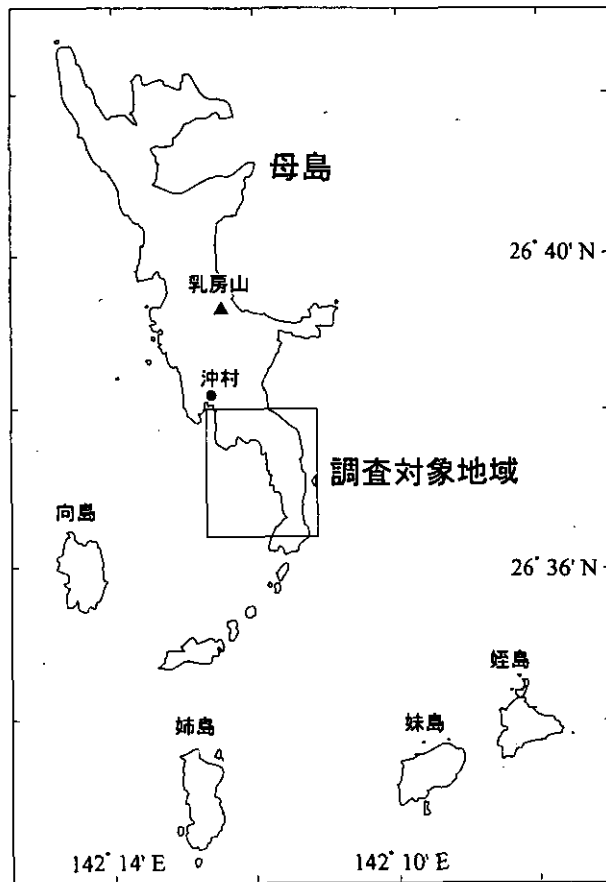 母島
26° 40' N
乳房山
沖村
調査対象地域
向島
26° 36' N
姪島
姉島
妹島
142° 14' E
142° 10' E